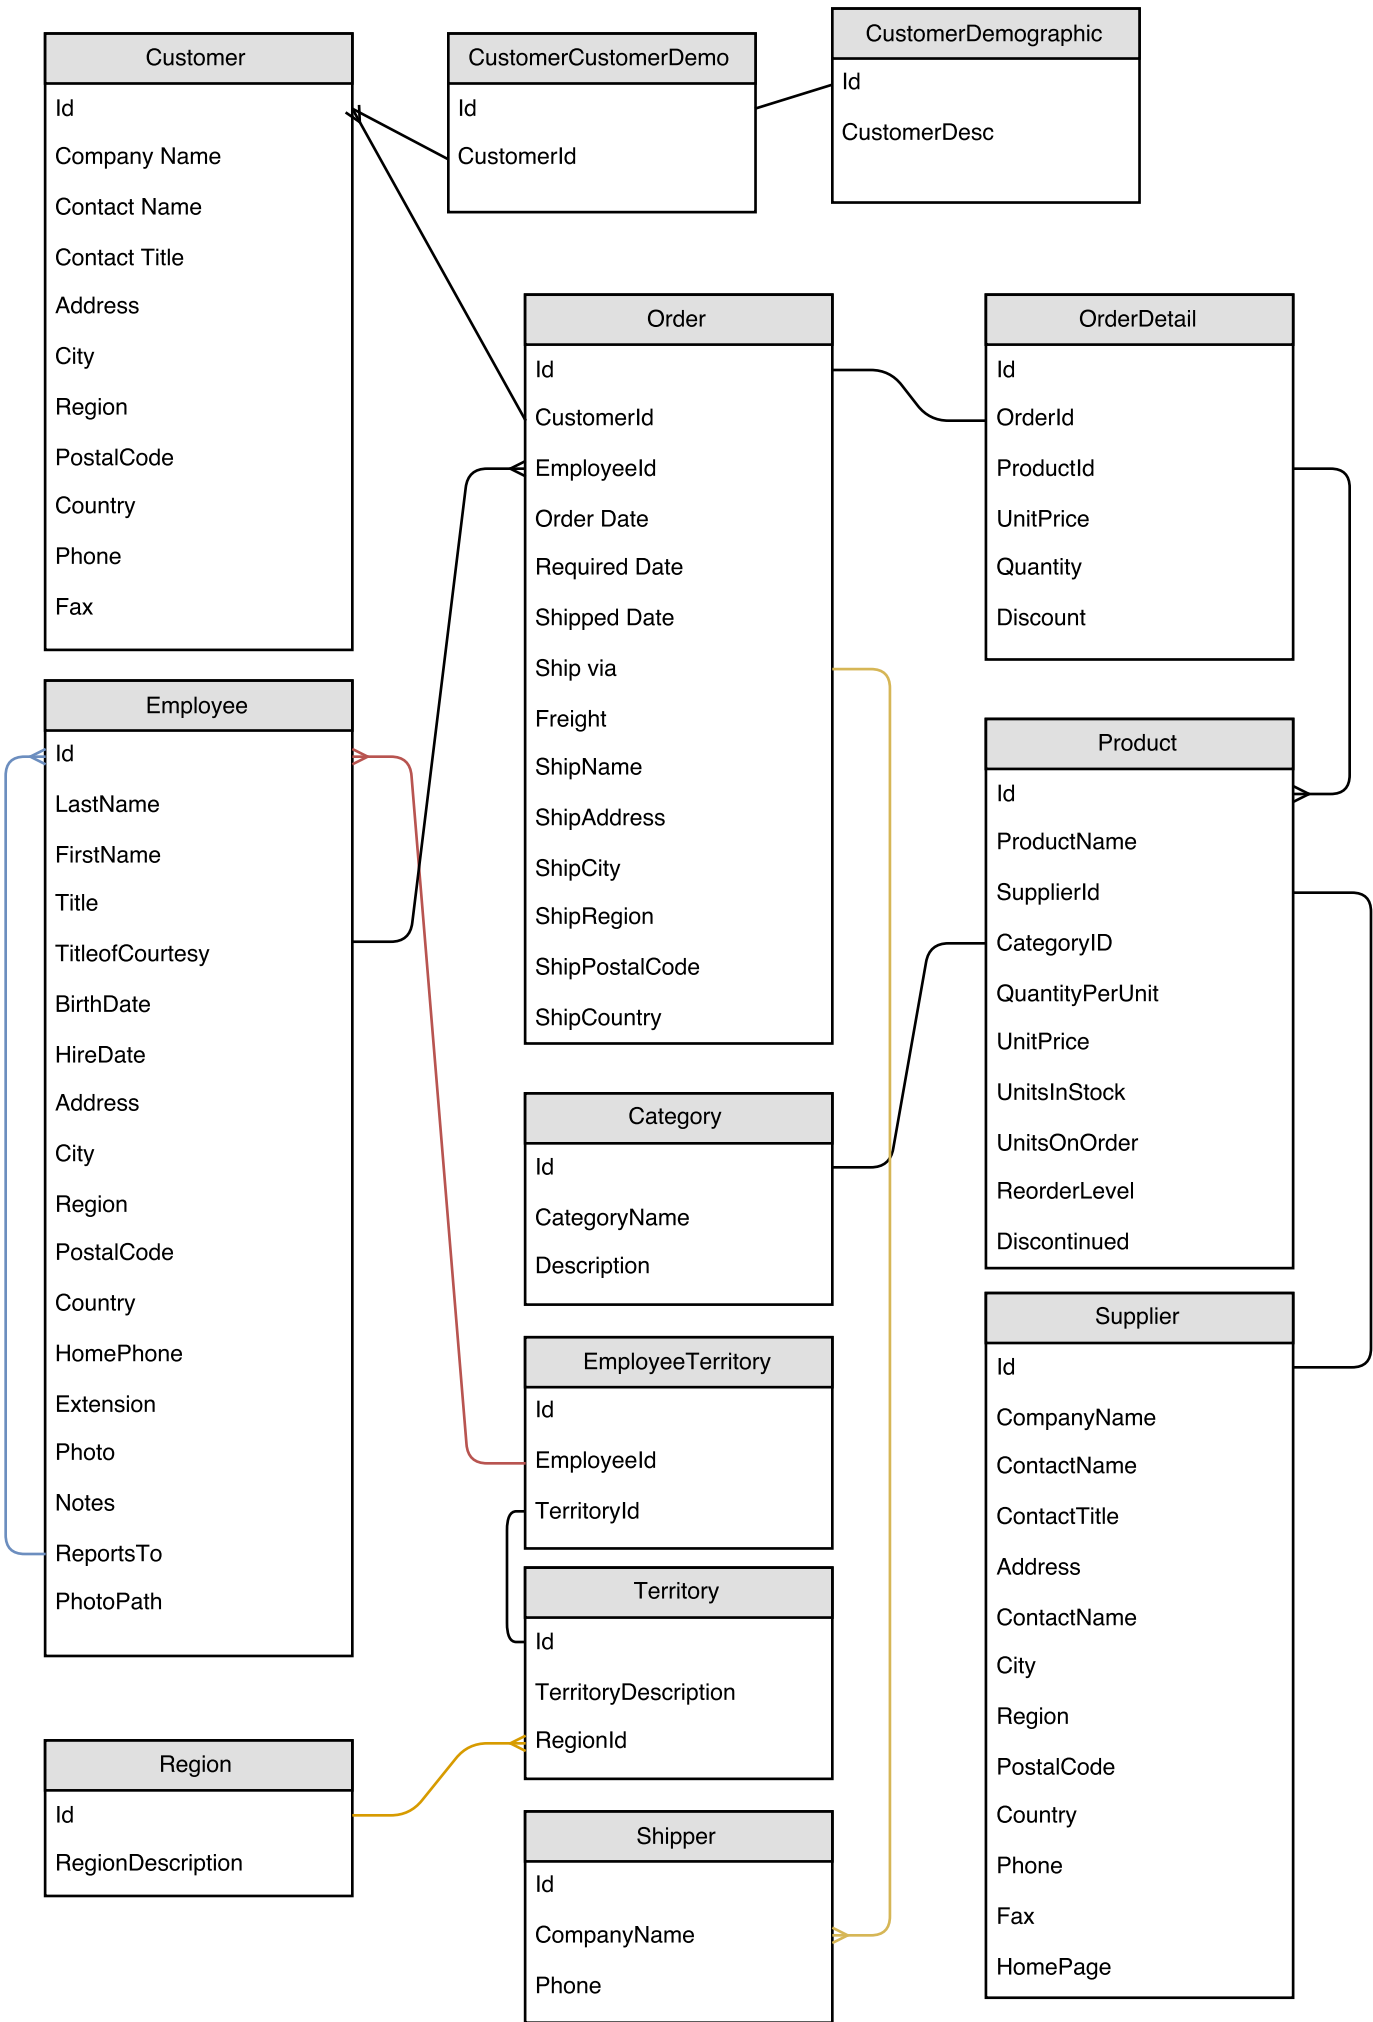 Customer
Id
Company Name
Contact Name
Contact Title
Address
City
Region
PostalCode
Country
Phone
Fax
CustomerCustomerDemo
Id
CustomerId
CustomerDemographic
Id
CustomerDesc
Order
Id
CustomerId
EmployeeId
Order Date
Required Date
Shipped Date
Ship via
Freight
ShipName
ShipAddress
ShipCity
ShipRegion
ShipPostalCode
ShipCountry
OrderDetail
Id
OrderId
ProductId
UnitPrice
Quantity
Discount
Employee
Id
LastName
FirstName
Title
TitleofCourtesy
BirthDate
HireDate
Address
City
Region
PostalCode
Country
HomePhone
Extension
Photo
Notes
ReportsTo
PhotoPath
Product
Id
ProductName
SupplierId
CategoryID
QuantityPerUnit
UnitPrice
UnitsInStock
UnitsOnOrder
ReorderLevel
Discontinued
Category
Id
CategoryName
Description
EmployeeTerritory
Id
EmployeeId
TerritoryId
Supplier
Id
CompanyName
ContactName
ContactTitle
Address
ContactName
City
Region
PostalCode
Country
Phone
Fax
HomePage
Territory
Id
TerritoryDescription
RegionId
Region
Id
RegionDescription
Shipper
Id
CompanyName
Phone